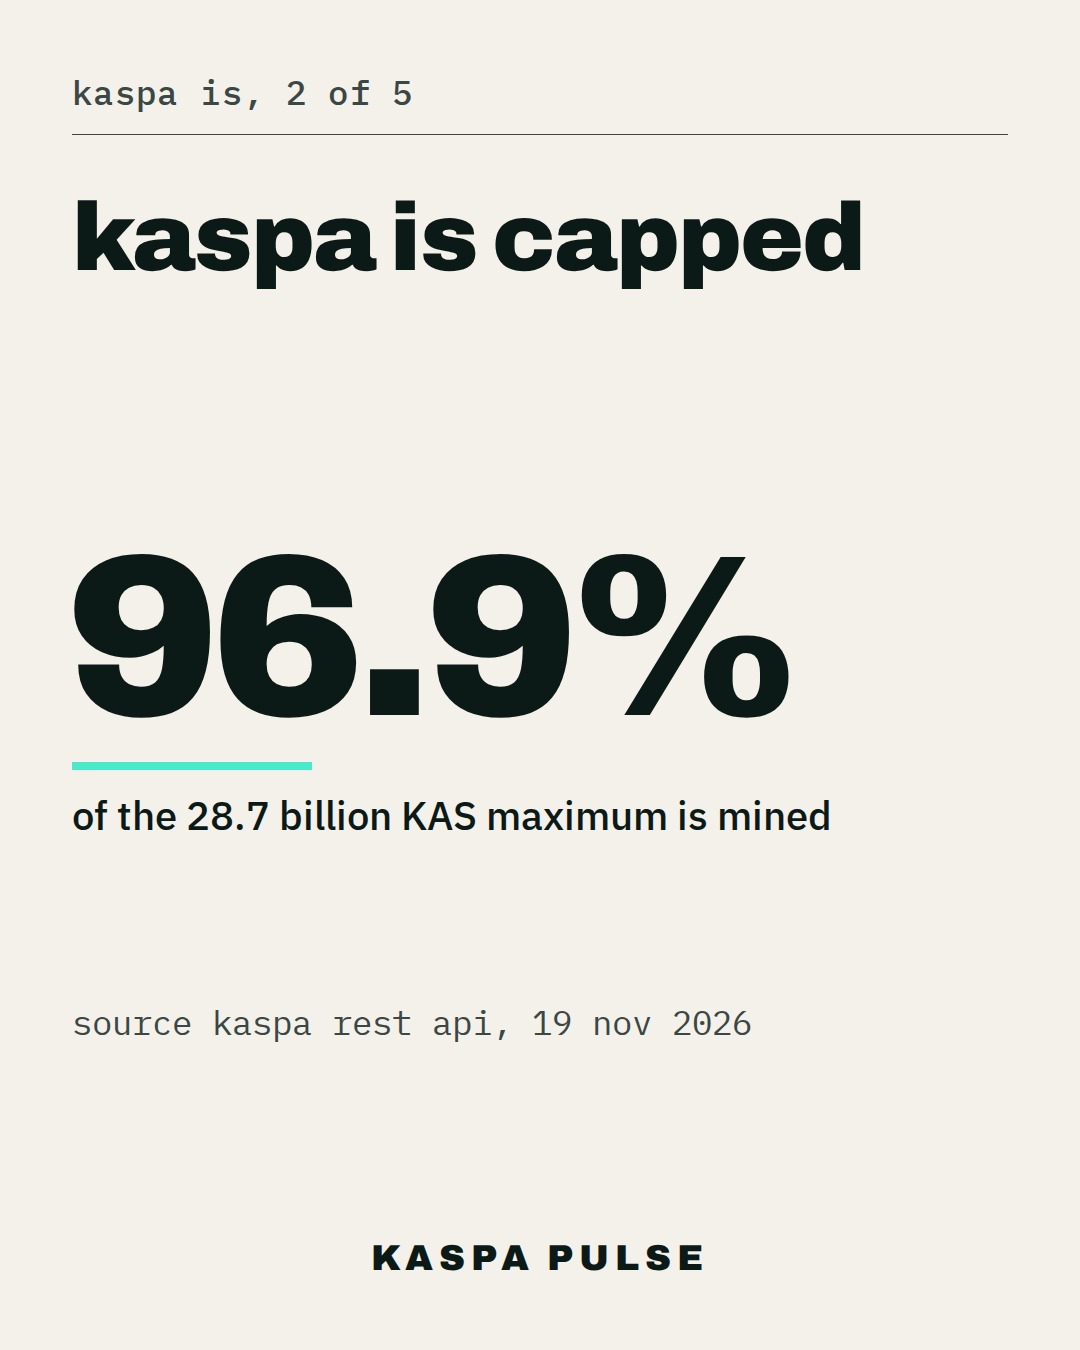 kaspa is, 2 of 5
kaspa is capped
96.9%
of the 28.7 billion KAS maximum is mined
source kaspa rest api, 19 nov 2026
KASPA PULSE